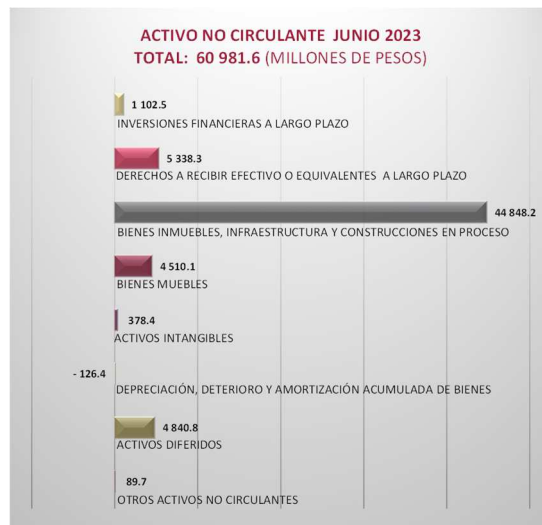 ACTIVO NO CIRCULANTE JUNIO 2023
TOTAL: 60 981.6 (MILLONES DE PESOS)
1 102.5
INVERSIONES FINANCIERAS A LARGO PLAZO
5 338.3
DERECHOS A RECIBIR EFECTIVO O EQUIVALENTES A LARGO PLAZO
44 848.2
BIENES INMUEBLES, INFRAESTRUCTURA Y CONSTRUCCIONES EN PROCESO
4 510.1
BIENES MUEBLES
378.4
ACTIVOS INTANGIBLES
- 126.4
DEPRECIACIÓN, DETERIORO Y AMORTIZACIÓN ACUMULADA DE BIENES
4 840.8
ACTIVOS DIFERIDOS
89.7
OTROS ACTIVOS NO CIRCULANTES